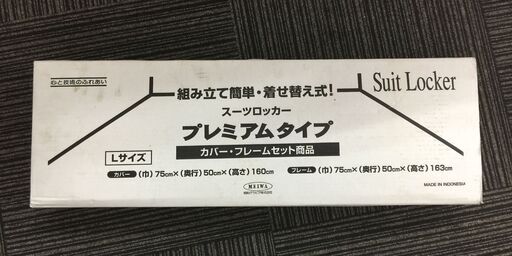 心と技術のふれあい
組み立て簡単・着せ替え式!
Suit Locker
スーツロッカー
プレミアムタイプ
Lサイズ
カバー・フレームセット商品
カバー (巾)75cm×(奥行)50cm×(高さ)160cm
フレーム (巾)75cm×(奥行)50cm×(高さ)163cm
MEIWA
MADE IN INDONESIA